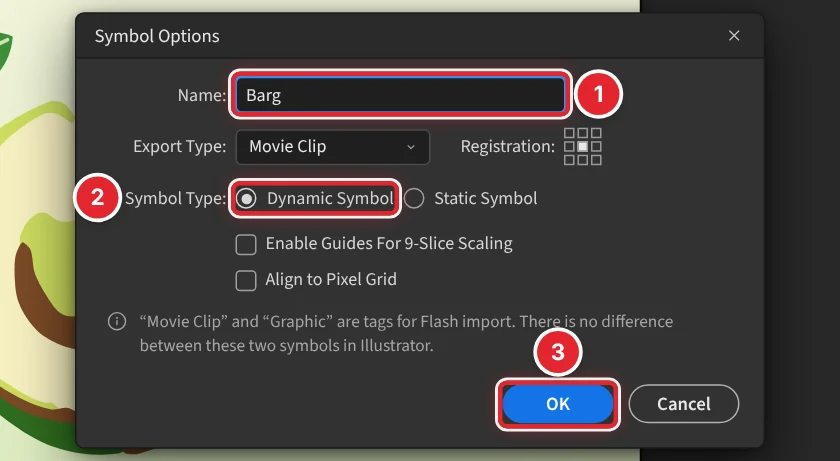 Symbol Options
Name: Barg 1
Export Type: Movie Clip Registration:
2 Symbol Type: Dynamic Symbol Static Symbol
Enable Guides For 9-Slice Scaling
Align to Pixel Grid
“Movie Clip” and “Graphic” are tags for Flash import. There is no difference
between these two symbols in Illustrator.
3
OK Cancel